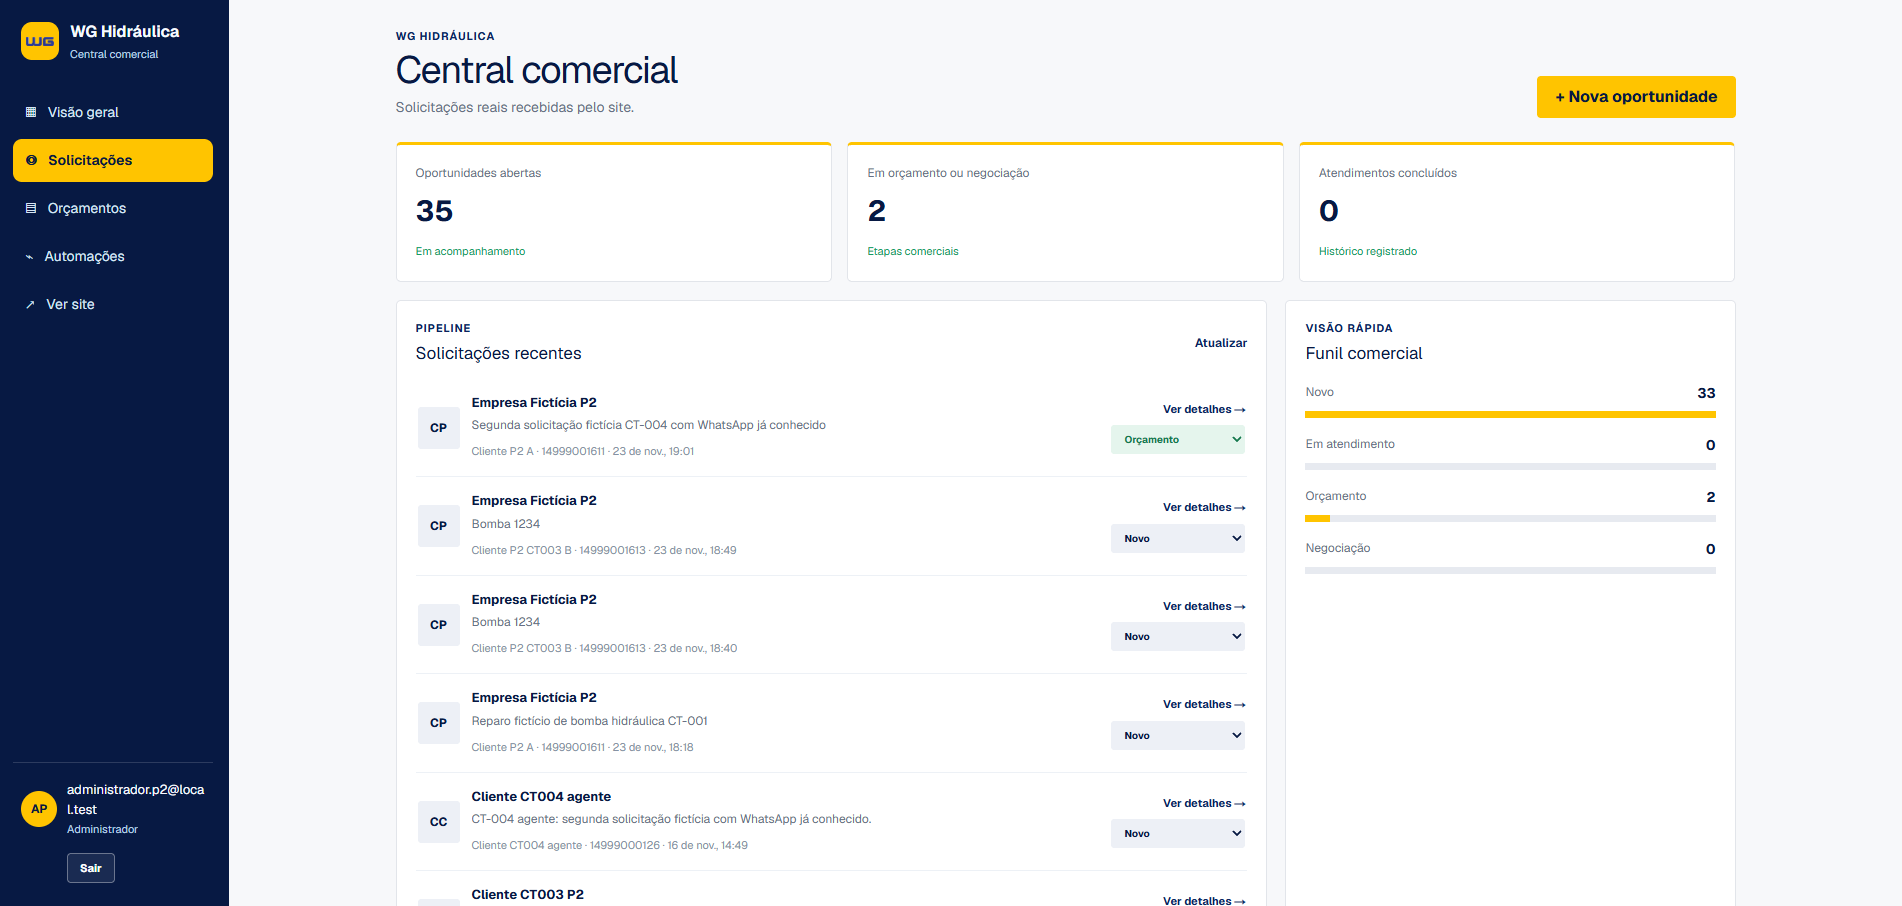 WG
WG Hidráulica
Central comercial
Visão geral
Solicitações
Orçamentos
Automações
Ver site
AP
administrador.p2@loca
l.test
Administrador
Sair
WG HIDRÁULICA
Central comercial
Solicitações reais recebidas pelo site.
+ Nova oportunidade
Oportunidades abertas
35
Em acompanhamento
Em orçamento ou negociação
2
Etapas comerciais
Atendimentos concluídos
0
Histórico registrado
PIPELINE
Solicitações recentes
Atualizar
CP
Empresa Fictícia P2
Segunda solicitação fictícia CT-004 com WhatsApp já conhecido
Cliente P2 A · 14999001611 · 23 de nov., 19:01
Ver detalhes →
Orçamento
CP
Empresa Fictícia P2
Bomba 1234
Cliente P2 CT003 B · 14999001613 · 23 de nov., 18:49
Ver detalhes →
Novo
CP
Empresa Fictícia P2
Bomba 1234
Cliente P2 CT003 B · 14999001613 · 23 de nov., 18:40
Ver detalhes →
Novo
CP
Empresa Fictícia P2
Reparo fictício de bomba hidráulica CT-001
Cliente P2 A · 14999001611 · 23 de nov., 18:18
Ver detalhes →
Novo
CC
Cliente CT004 agente
CT-004 agente: segunda solicitação fictícia com WhatsApp já conhecido.
Cliente CT004 agente · 14999000126 · 16 de nov., 14:49
Ver detalhes →
Novo
Cliente CT003 P2
Ver detalhes →
VISÃO RÁPIDA
Funil comercial
Novo 33
Em atendimento 0
Orçamento 2
Negociação 0